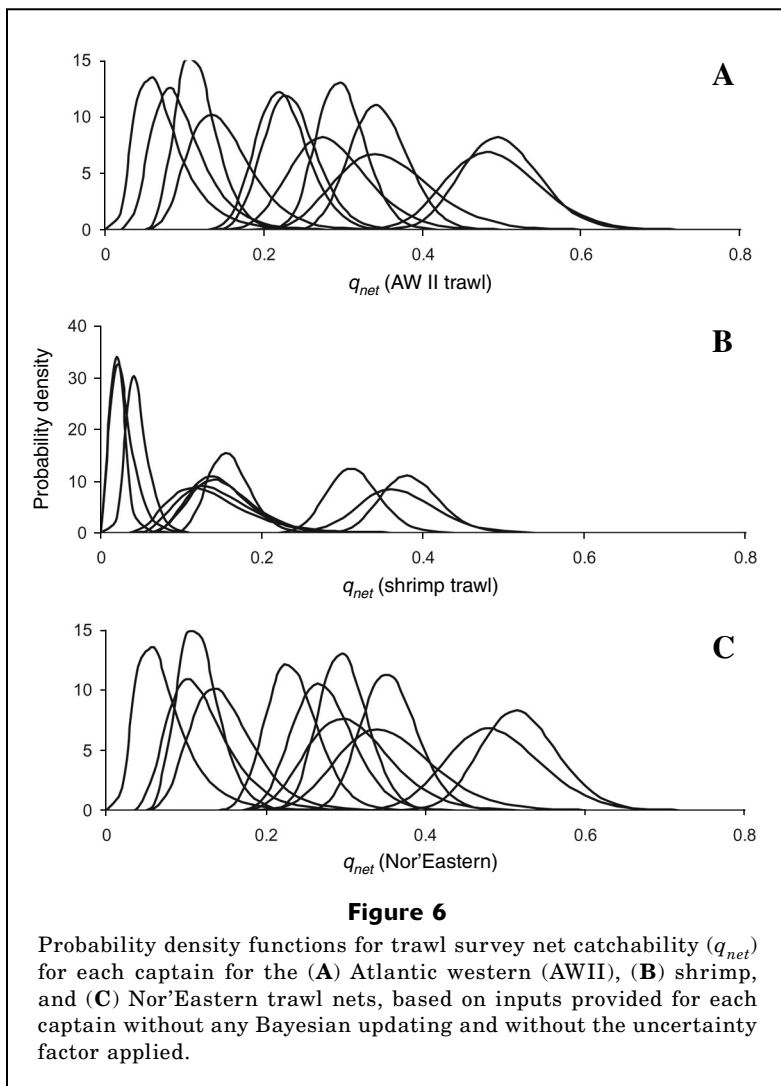 15
A
10
5
0
0 0.2 0.4 0.6 0.8
q_net (AW II trawl)
40
B
30
20
10
0
0 0.2 0.4 0.6 0.8
Probability density
q_net (shrimp trawl)
15
C
10
5
0
0 0.2 0.4 0.6 0.8
q_net (Nor'Eastern)
Figure 6
Probability density functions for trawl survey net catchability (q_net)
for each captain for the (A) Atlantic western (AWII), (B) shrimp,
and (C) Nor'Eastern trawl nets, based on inputs provided for each
captain without any Bayesian updating and without the uncertainty
factor applied.